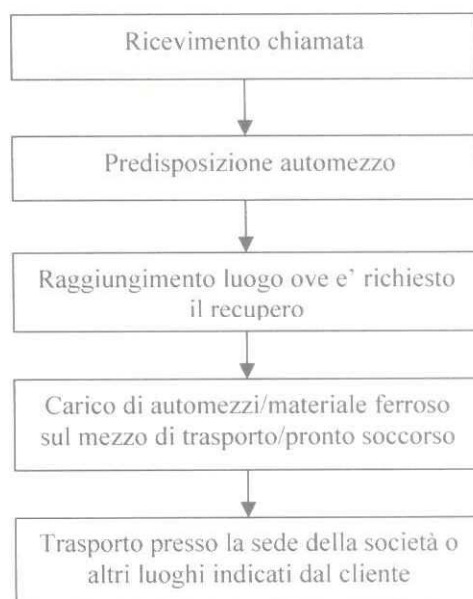 Ricevimento chiamata
Predisposizione automezzo
Raggiungimento luogo ove e' richiesto
il recupero
Carico di automezzi/materiale ferroso
sul mezzo di trasporto/pronto soccorso
Trasporto presso la sede della società o
altri luoghi indicati dal cliente